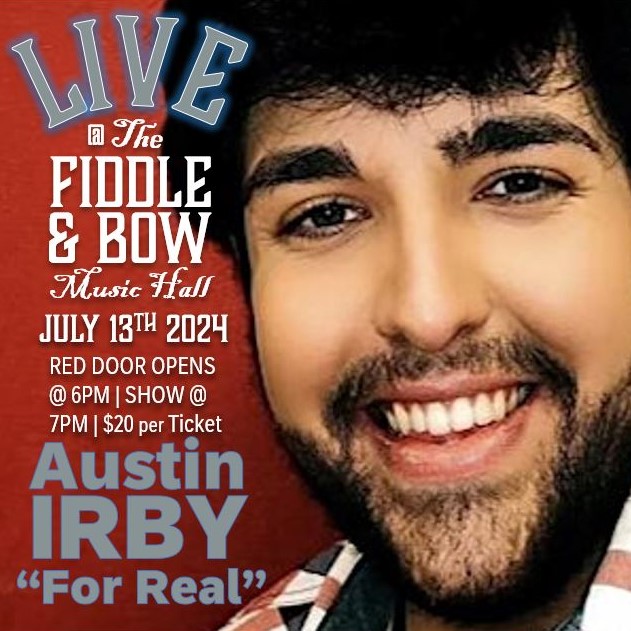 LIVE
@ The
FIDDLE
& BOW
Music Hall
JULY 13TH 2024
RED DOOR OPENS
@ 6PM | SHOW @
7PM | $20 per Ticket
Austin
IRBY
“For Real”